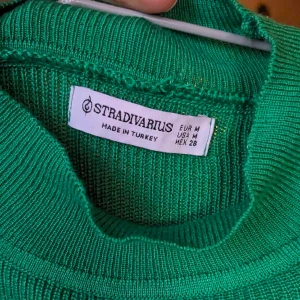 STRADIVARIUS
MADE IN TURKEY
EUR M
USA M
MEX 28